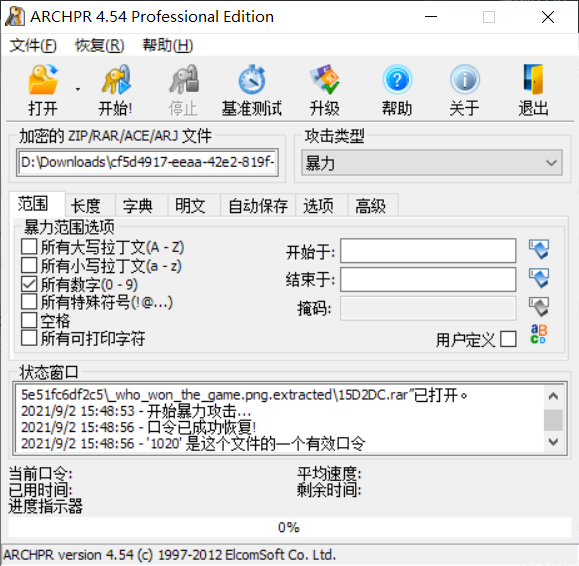 ARCHPR 4.54 Professional Edition
文件(F) 恢复(R) 帮助(H)
打开 开始! 停止 基准测试 升级 帮助 关于 退出
加密的 ZIP/RAR/ACE/ARJ 文件 攻击类型
D:\Downloads\cf5d4917-eeaa-42e2-819f- 暴力
范围 长度 字典 明文 自动保存 选项 高级
暴力范围选项
所有大写拉丁文(A - Z)
所有小写拉丁文(a - z)
所有数字(0 - 9)
所有特殊符号(!@...)
空格
所有可打印字符
开始于:
结束于:
掩码:
用户定义
状态窗口
5e51fc6df2c5\_who_won_the_game.png.extracted\15D2DC.rar"已打开。
2021/9/2 15:48:53 - 开始暴力攻击...
2021/9/2 15:48:56 - 口令已成功恢复!
2021/9/2 15:48:56 - '1020' 是这个文件的一个有效口令
当前口令: 平均速度:
已用时间: 剩余时间:
进度指示器
0%
ARCHPR version 4.54 (c) 1997-2012 ElcomSoft Co. Ltd.